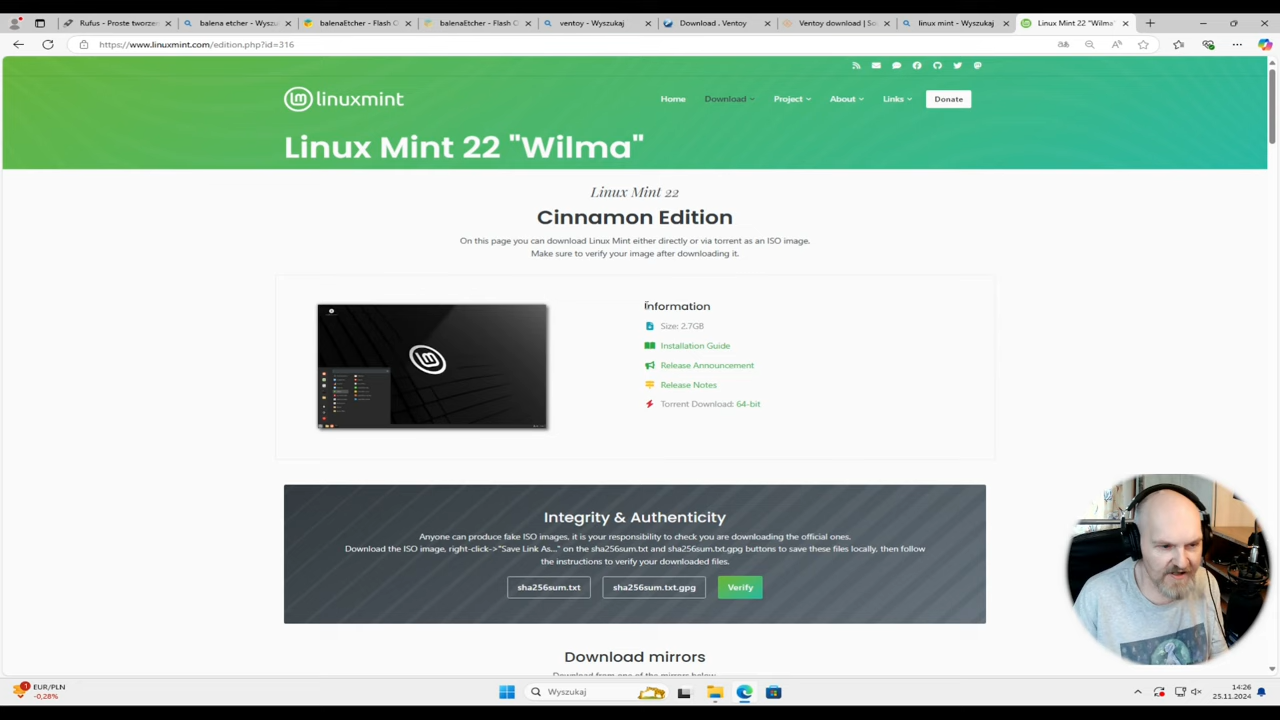 Rufus - Proste tworzen
balena etcher - Wyszu
balenaEtcher - Flash O
balenaEtcher - Flash O
ventoy - Wyszukaj
Download . Ventoy
Ventoy download | So
linux mint - Wyszukaj
Linux Mint 22 "Wilma"
https://www.linuxmint.com/edition.php?id=316
linuxmint
Home Download Project About Links Donate
Linux Mint 22 "Wilma"
Linux Mint 22
Cinnamon Edition
On this page you can download Linux Mint either directly or via torrent as an ISO image.
Make sure to verify your image after downloading it.
Information
Size: 2.7GB
Installation Guide
Release Announcement
Release Notes
Torrent Download: 64-bit
Integrity & Authenticity
Anyone can produce fake ISO images, it is your responsibility to check you are downloading the official ones.
Download the ISO image, right-click->"Save Link As..." on the sha256sum.txt and sha256sum.txt.gpg buttons to save these files locally, then follow
the instructions to verify your downloaded files.
sha256sum.txt sha256sum.txt.gpg Verify
Download mirrors
Download from one of the mirrors below
EUR/PLN
-0,28%
Wyszukaj
14:26
25.11.2024